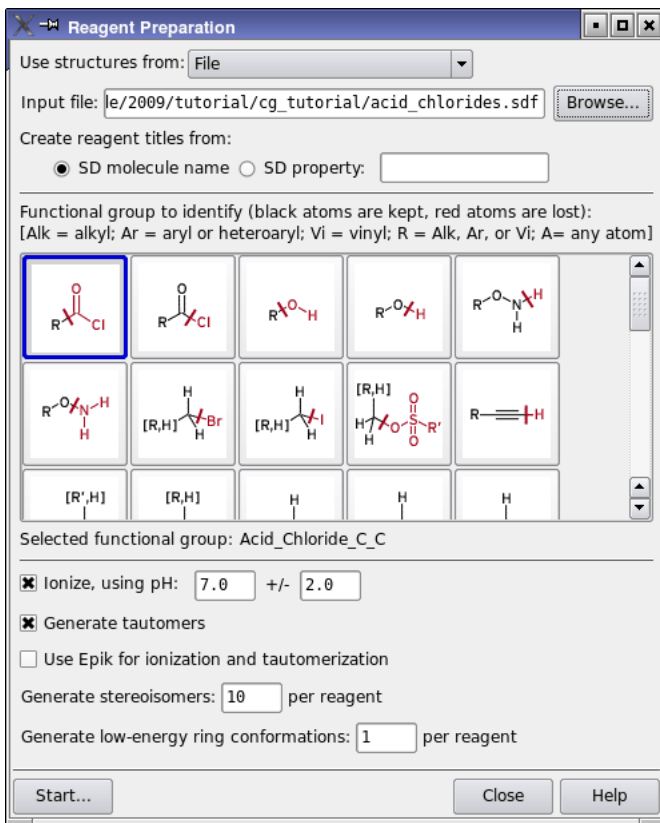 Reagent Preparation
Use structures from: File
Input file: le/2009/tutorial/cg_tutorial/acid_chlorides.sdf Browse...
Create reagent titles from:
SD molecule name SD property:
Functional group to identify (black atoms are kept, red atoms are lost):
[Alk = alkyl; Ar = aryl or heteroaryl; Vi = vinyl; R = Alk, Ar, or Vi; A= any atom]
O O
R Cl R Cl R O H R O H R O N H H
R O N H H
H [R,H] Br H
H [R,H] I H
[R,H] H H O S O O R'
R H
[R',H] [R,H] H H H
Selected functional group: Acid_Chloride_C_C
Ionize, using pH: 7.0 +/- 2.0
Generate tautomers
Use Epik for ionization and tautomerization
Generate stereoisomers: 10 per reagent
Generate low-energy ring conformations: 1 per reagent
Start... Close Help